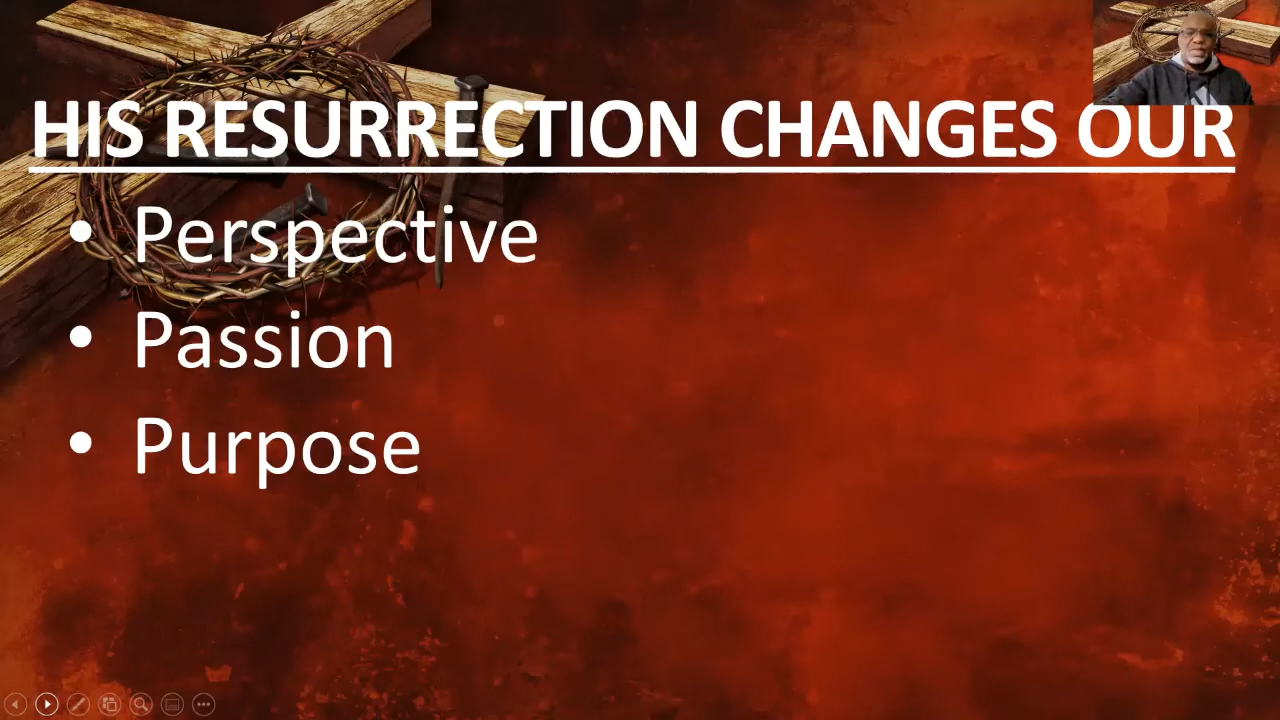 HIS RESURRECTION CHANGES OUR
• Perspective
• Passion
• Purpose